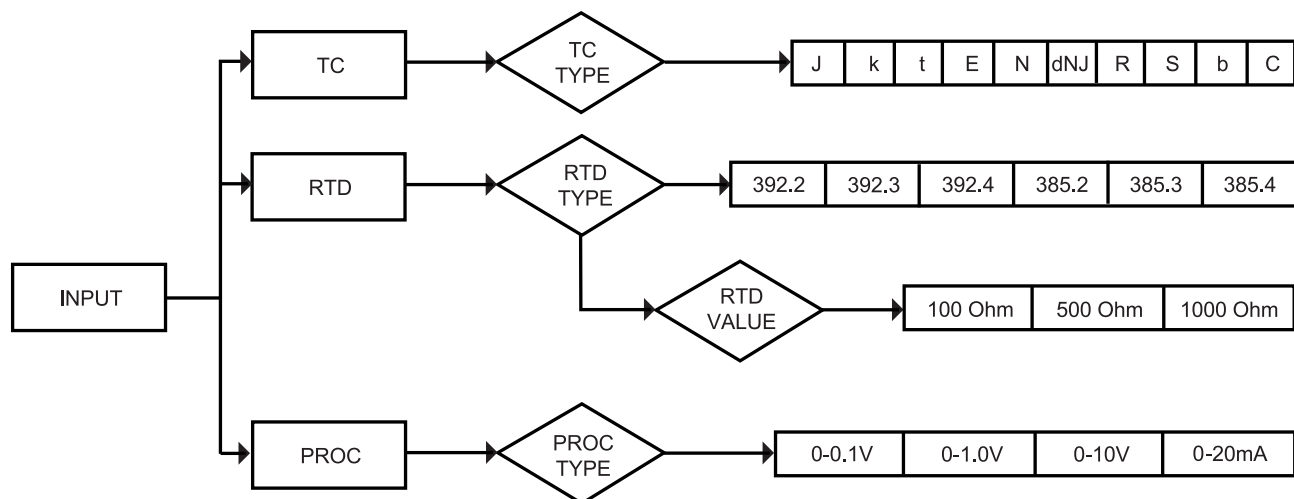 TC
TC
TYPE
J k t E N dNJ R S b C
RTD
RTD
TYPE
392.2 392.3 392.4 385.2 385.3 385.4
INPUT
RTD
VALUE
100 Ohm 500 Ohm 1000 Ohm
PROC
PROC
TYPE
0-0.1V 0-1.0V 0-10V 0-20mA